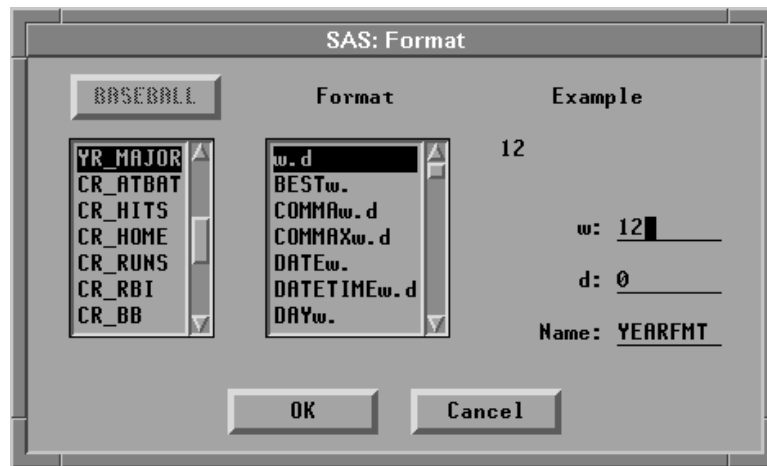 SAS: Format
BASEBALL
Format
Example
YR_MAJOR
CR_ATBAT
CR_HITS
CR_HOME
CR_RUNS
CR_RBI
CR_BB
w.d
BESTw.
COMMAw.d
COMMAXw.d
DATEw.
DATETIMEw.d
DAYw.
12
w: 12
d: 0
Name: YEARFMT
OK
Cancel